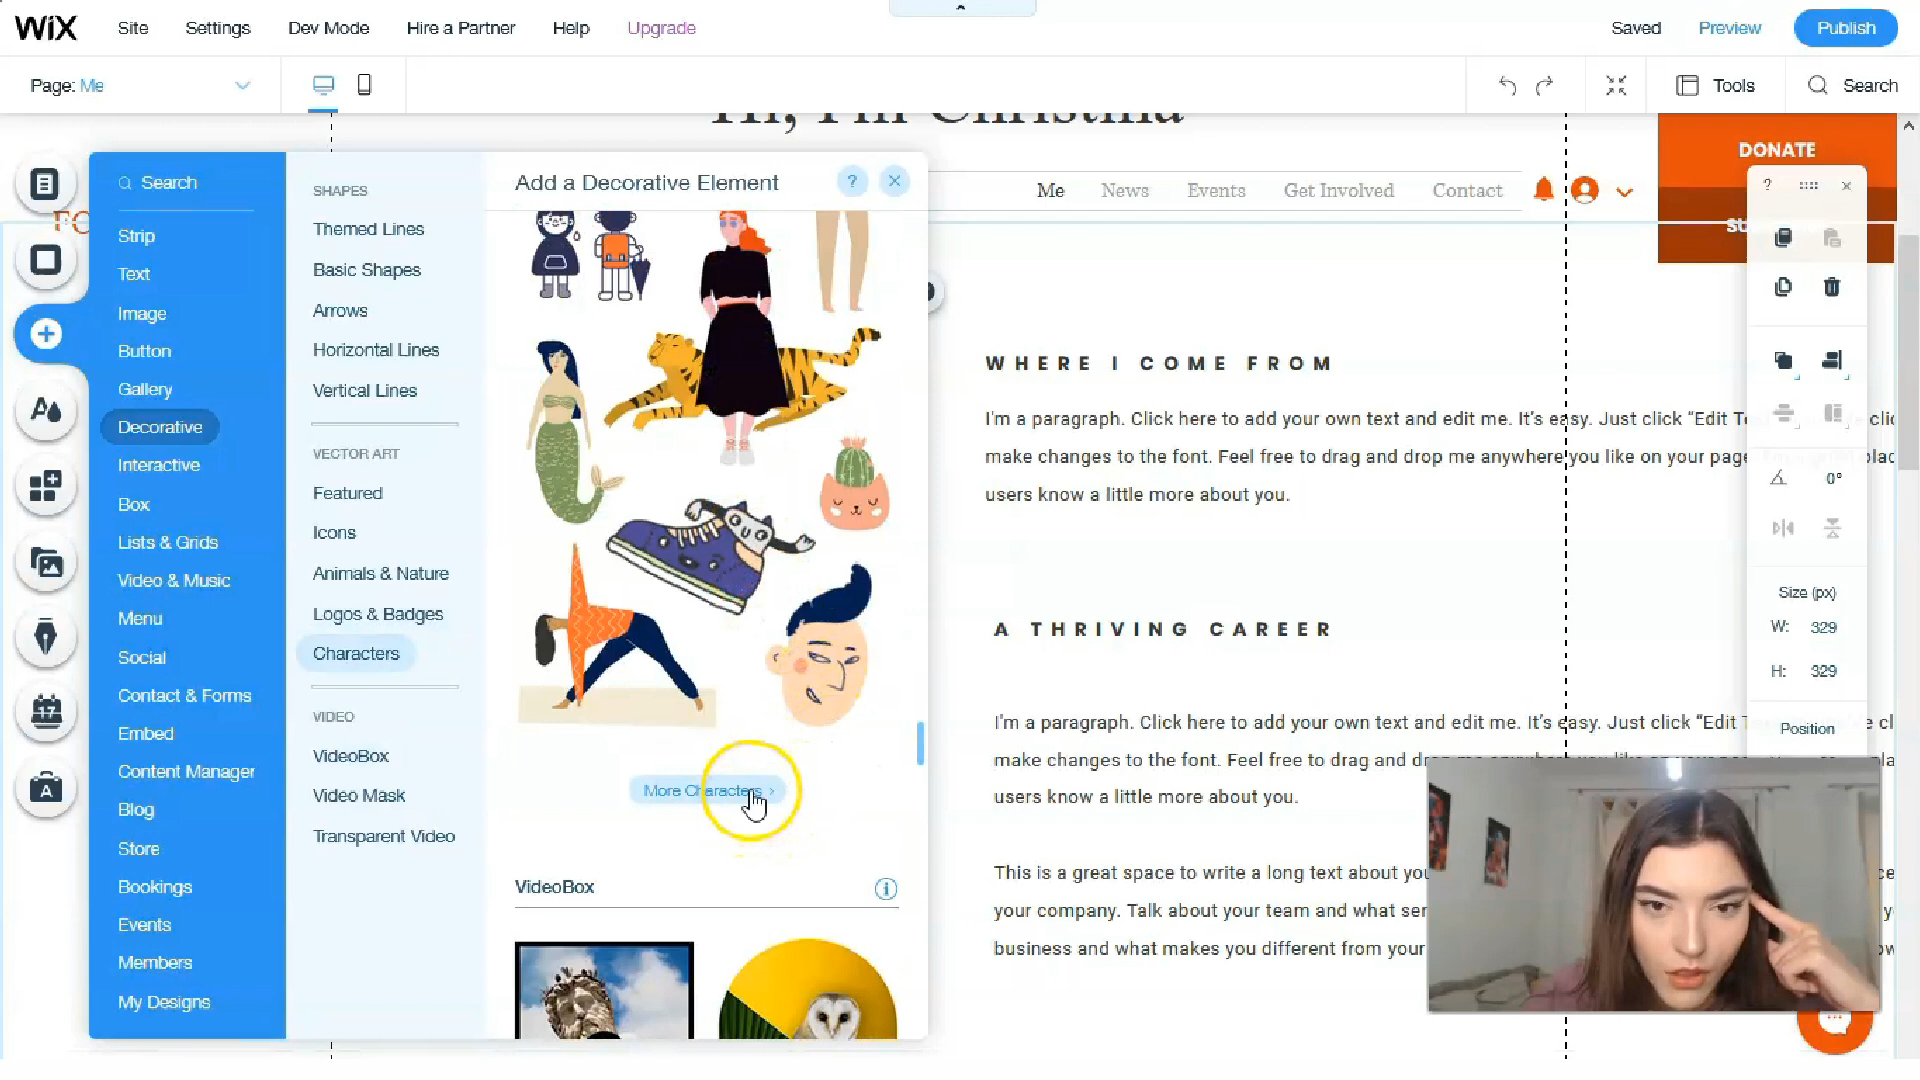 WiX
Site
Settings
Dev Mode
Hire a Partner
Help
Upgrade
Saved
Preview
Publish
Page: Me
Tools
Search
Hi, I'm Christina
DONATE
Me
News
Events
Get Involved
Contact
Search
Strip
Text
Image
Button
Gallery
Decorative
Interactive
Box
Lists & Grids
Video & Music
Menu
Social
Contact & Forms
Embed
Content Manager
Blog
Store
Bookings
Events
Members
My Designs
SHAPES
Themed Lines
Basic Shapes
Arrows
Horizontal Lines
Vertical Lines
VECTOR ART
Featured
Icons
Animals & Nature
Logos & Badges
Characters
VIDEO
VideoBox
Video Mask
Transparent Video
Add a Decorative Element
?
More Characters >
VideoBox
17
A
WHERE I COME FROM
I'm a paragraph. Click here to add your own text and edit me. It's easy. Just click “Edit
make changes to the font. Feel free to drag and drop me anywhere you like on your page
users know a little more about you.
A THRIVING CAREER
I'm a paragraph. Click here to add your own text and edit me. It's easy. Just click “Edit
make changes to the font. Feel free to drag and
users know a little more about you.
This is a great space to write a long text about
your company. Talk about your team and what
business and what makes you different from your
?
0°
Size (px)
W: 329
H: 329
Position